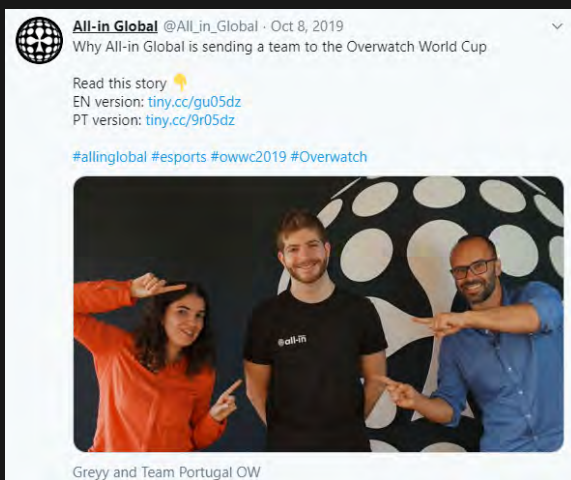 All-in Global @All_in_Global · Oct 8, 2019
Why All-in Global is sending a team to the Overwatch World Cup
Read this story 👇
EN version: tiny.cc/gu05dz
PT version: tiny.cc/9r05dz
#allinglobal #esports #owwc2019 #Overwatch
@all-in
Greyy and Team Portugal OW